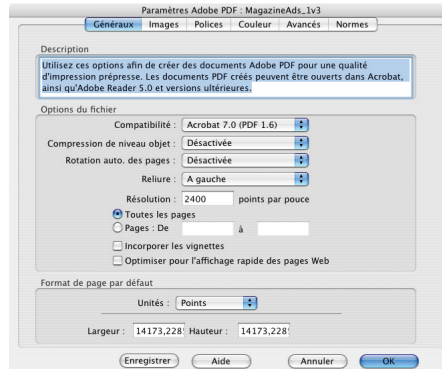 Paramètres Adobe PDF : MagazineAds_1v3
Généraux Images Polices Couleur Avancés Normes
Description
Utilisez ces options afin de créer des documents Adobe PDF pour une qualité
d'impression prépresse. Les documents PDF créés peuvent être ouverts dans Acrobat,
ainsi qu'Adobe Reader 5.0 et versions ultérieures.
Options du fichier
Compatibilité : Acrobat 7.0 (PDF 1.6)
Compression de niveau objet : Désactivée
Rotation auto. des pages : Désactivée
Reliure : A gauche
Résolution : 2400 points par pouce
Toutes les pages
Pages : De à
Incorporer les vignettes
Optimiser pour l'affichage rapide des pages Web
Format de page par défaut
Unités : Points
Largeur : 14173,228 Hauteur : 14173,228
Enregistrer Aide Annuler OK